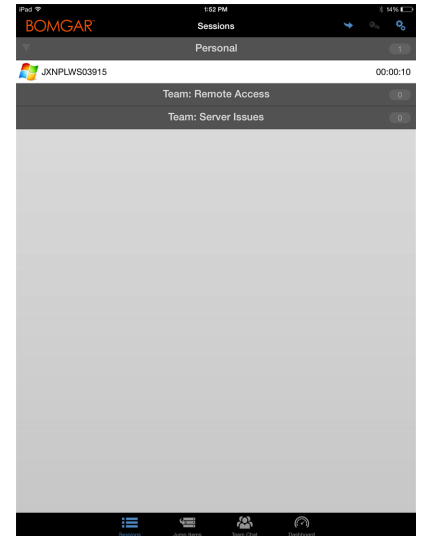 iPad 1:52 PM 14%
BOMGAR Sessions
Personal 1
JXNPLWS03915 00:00:10
Team: Remote Access 0
Team: Server Issues 0
Sessions Jump Items Team Chat Dashboard